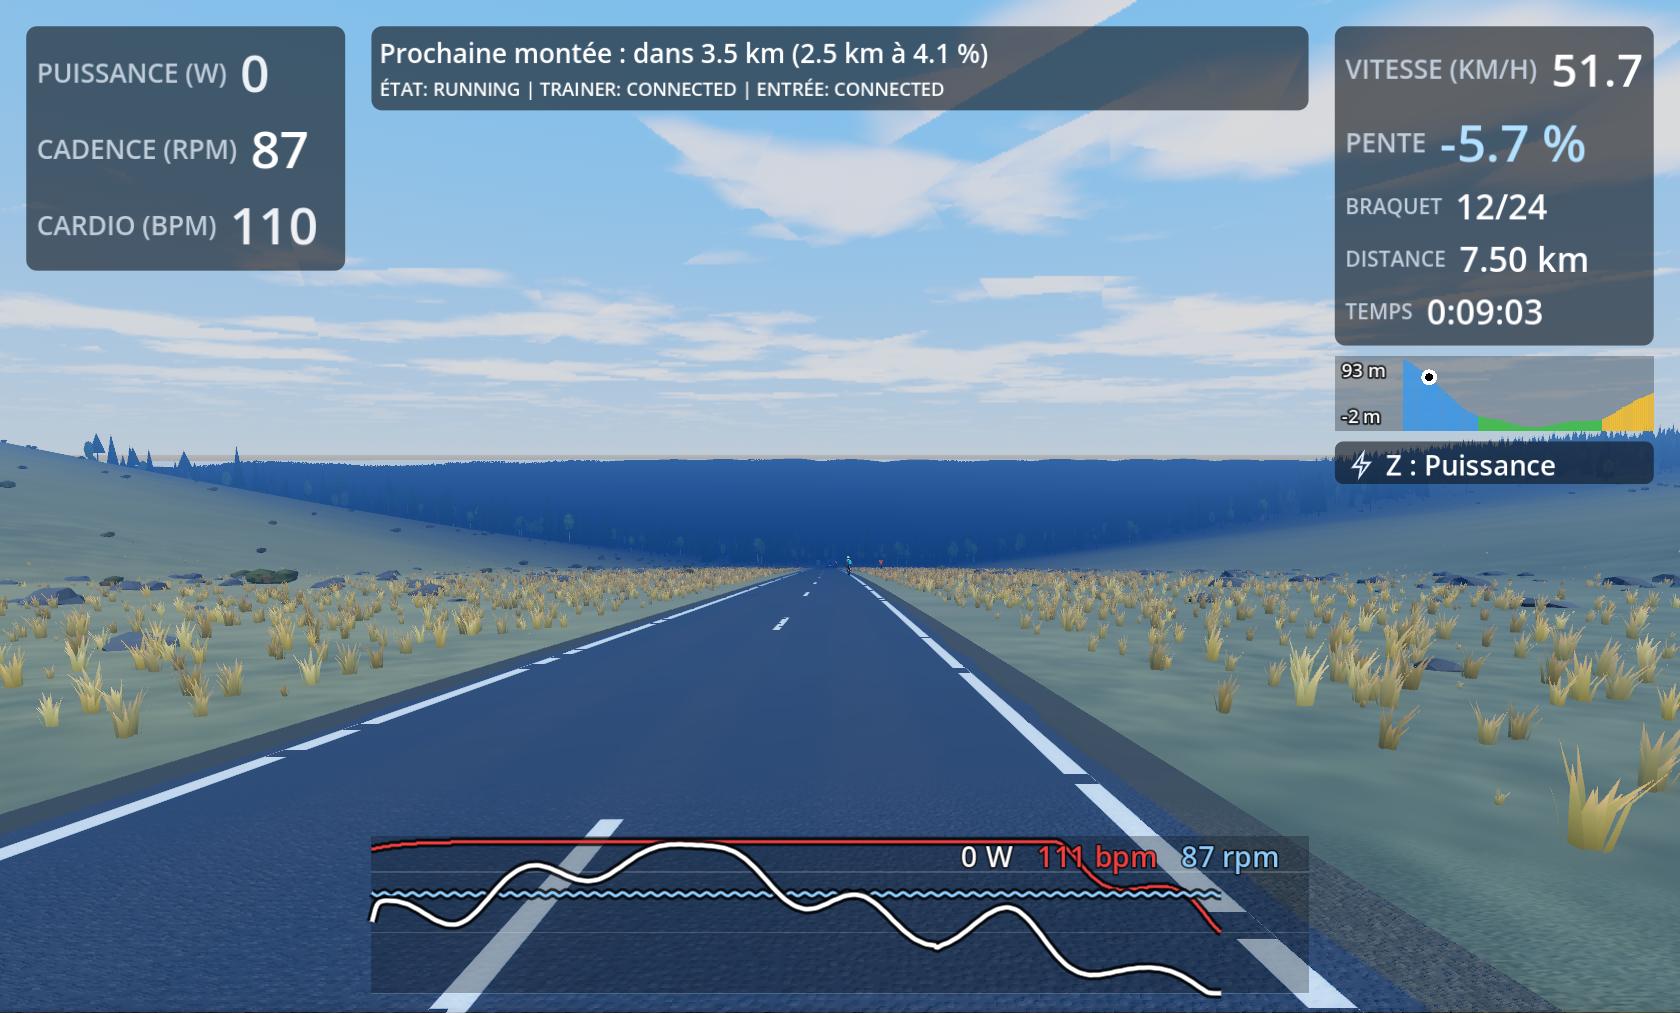 PUISSANCE (W) 0
CADENCE (RPM) 87
CARDIO (BPM) 110
Prochaine montée : dans 3.5 km (2.5 km à 4.1 %)
ÉTAT: RUNNING | TRAINER: CONNECTED | ENTRÉE: CONNECTED
VITESSE (KM/H) 51.7
PENTE -5.7 %
BRAQUET 12/24
DISTANCE 7.50 km
TEMPS 0:09:03
93 m
-2 m
Z : Puissance
0 W 111 bpm 87 rpm